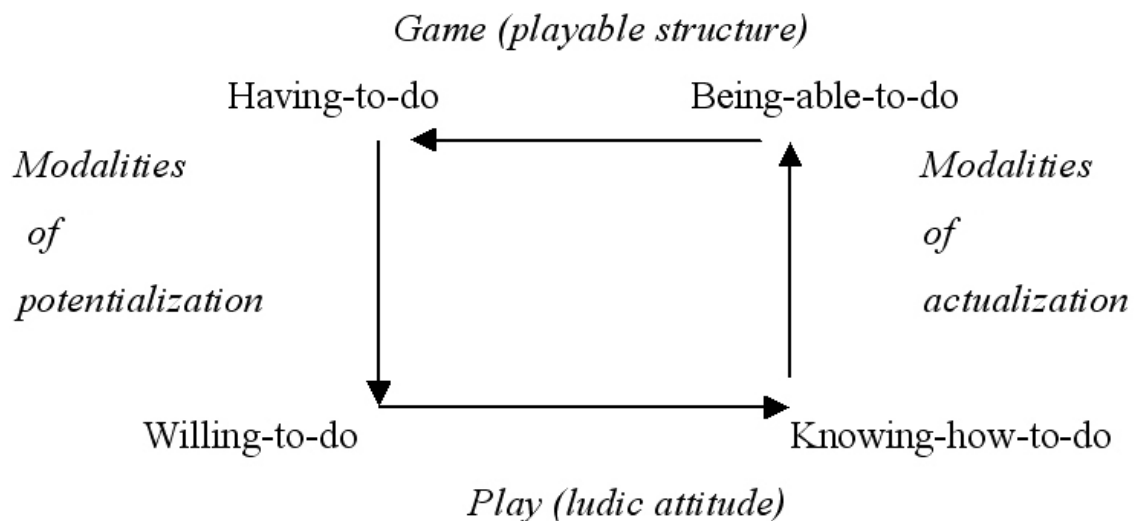 Game (playable structure)
Having-to-do
Being-able-to-do
Modalities
of
potentialization
Modalities
of
actualization
Willing-to-do
Knowing-how-to-do
Play (ludic attitude)